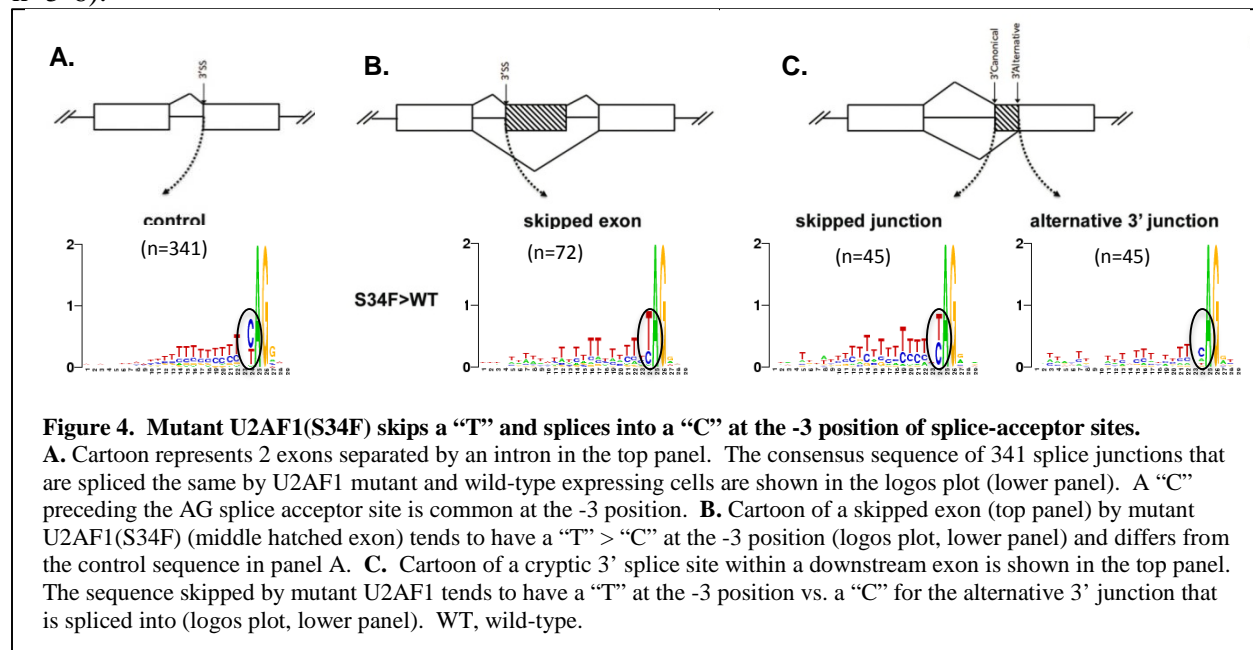 A.
B.
C.
3'SS
3'SS
3'Canonical
3'Alternative
control
skipped exon
skipped junction
alternative 3' junction
(n=341)
(n=72)
(n=45)
(n=45)
S34F>WT
2
1
0
2
1
0
2
1
0
2
1
0
Figure 4. Mutant U2AF1(S34F) skips a “T” and splices into a “C” at the -3 position of splice-acceptor sites.
A. Cartoon represents 2 exons separated by an intron in the top panel. The consensus sequence of 341 splice junctions that
are spliced the same by U2AF1 mutant and wild-type expressing cells are shown in the logos plot (lower panel). A “C”
preceding the AG splice acceptor site is common at the -3 position. B. Cartoon of a skipped exon (top panel) by mutant
U2AF1(S34F) (middle hatched exon) tends to have a “T” > “C” at the -3 position (logos plot, lower panel) and differs from
the control sequence in panel A. C. Cartoon of a cryptic 3’ splice site within a downstream exon is shown in the top panel.
The sequence skipped by mutant U2AF1 tends to have a “T” at the -3 position vs. a “C” for the alternative 3’ junction that
is spliced into (logos plot, lower panel). WT, wild-type.